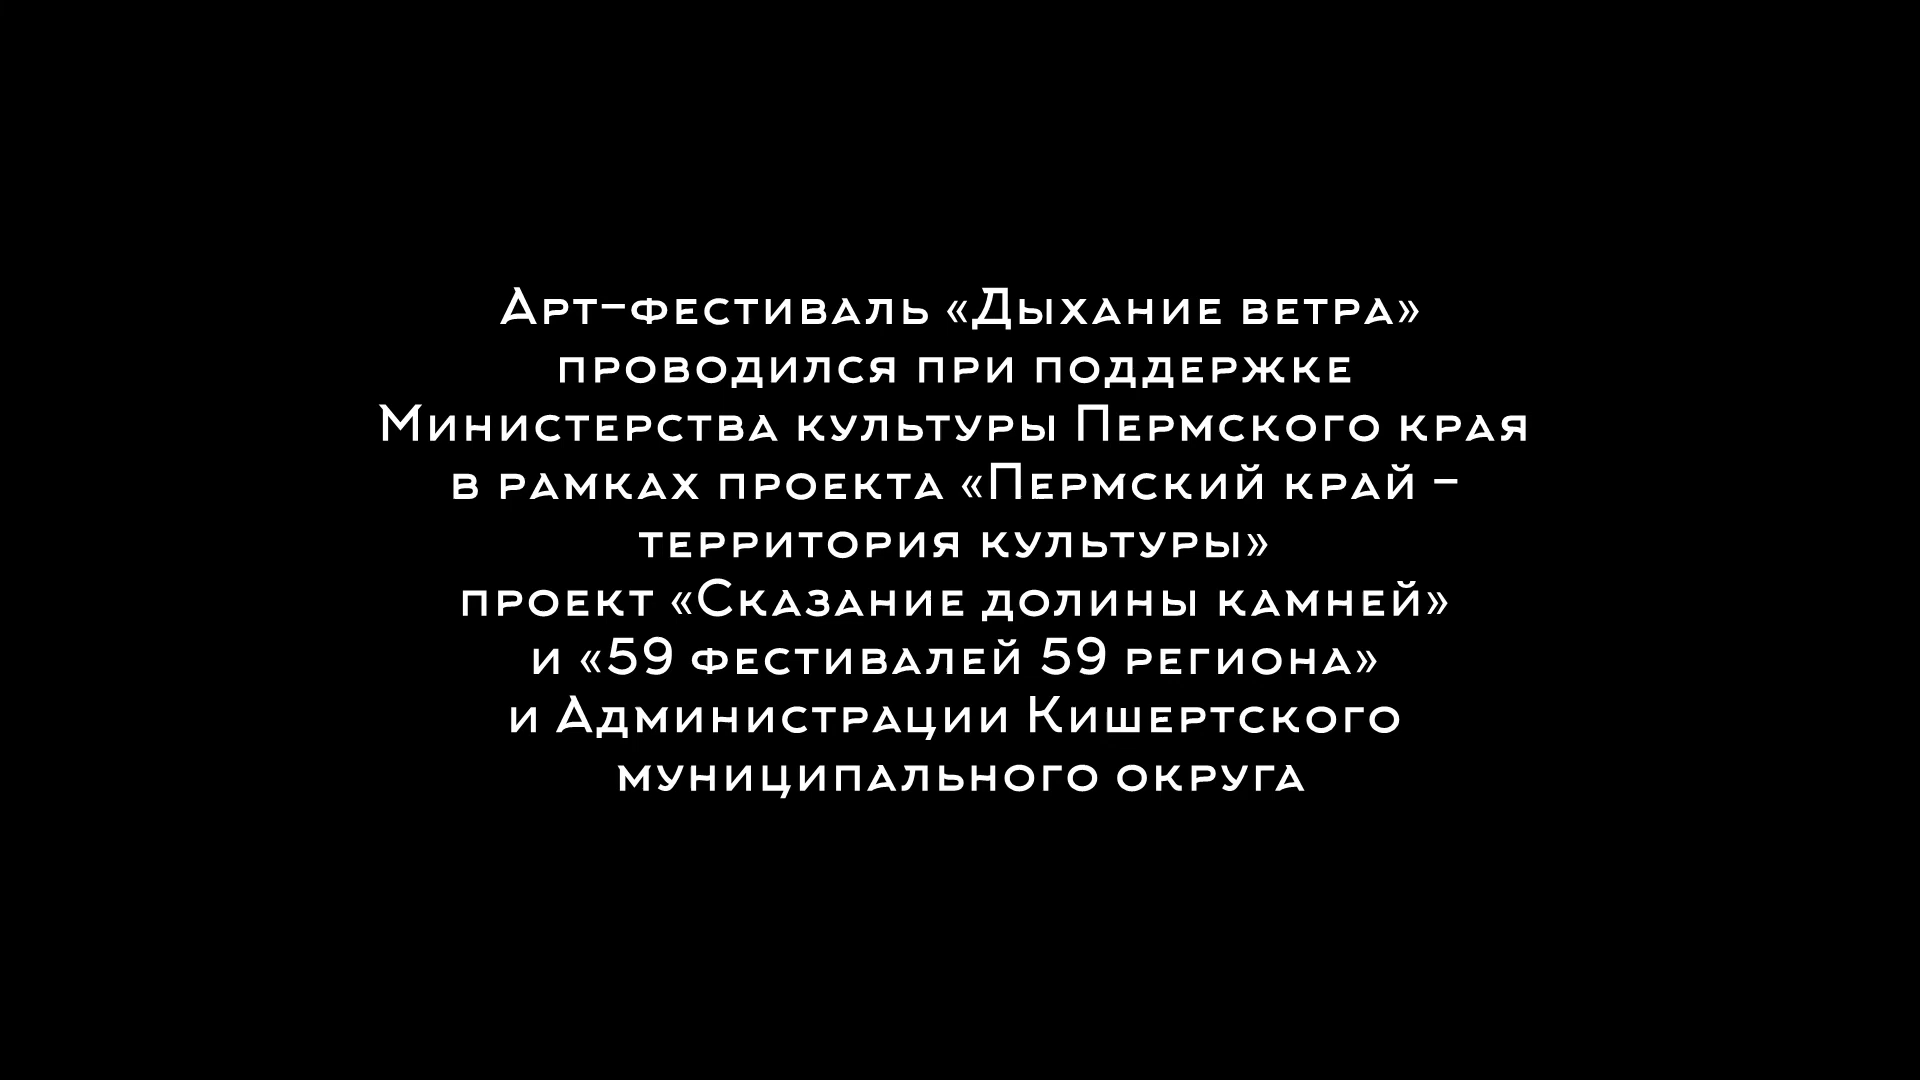 Арт-фестиваль «Дыхание ветра»
проводился при поддержке
Министерства культуры Пермского края
в рамках проекта «Пермский край –
территория культуры»
проект «Сказание долины камней»
и «59 фестивалей 59 региона»
и Администрации Кишертского
муниципального округа